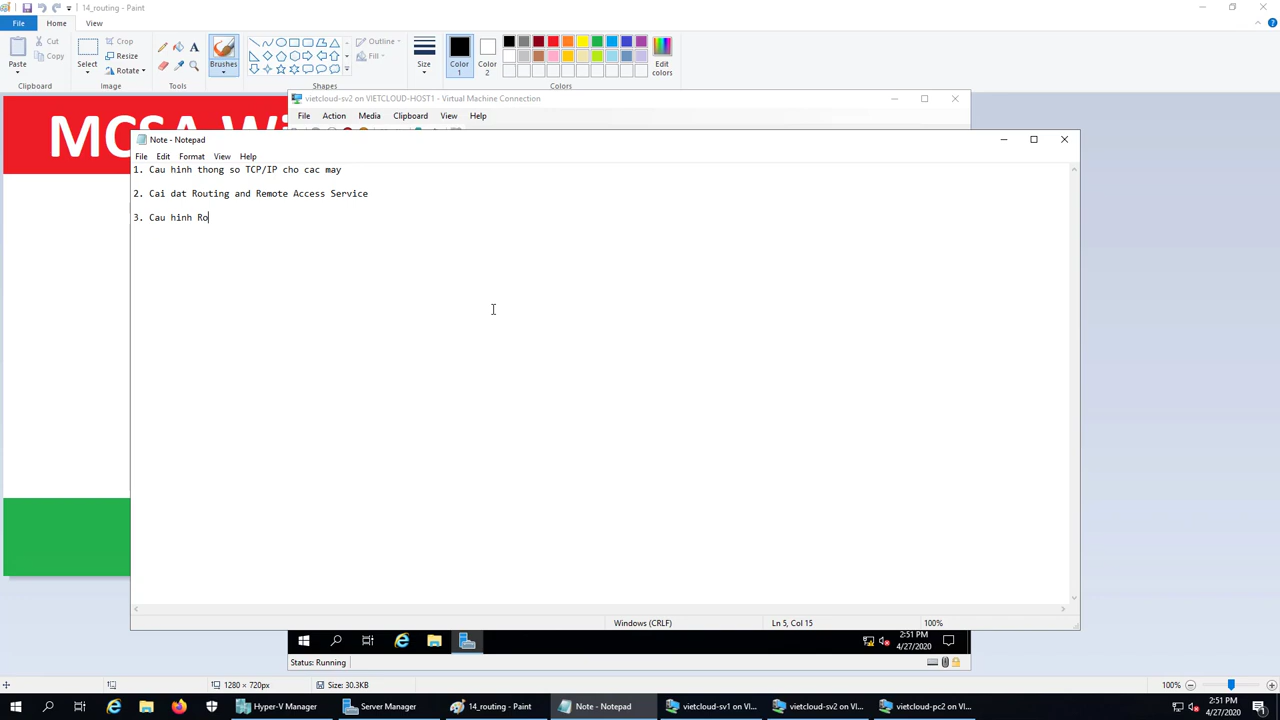 14_routing - Paint
File
Home
View
Cut
Copy
Paste
Clipboard
Crop
Resize
Rotate
Select
Image
Tools
Brushes
Outline
Fill
Shapes
Size
Color 1
Color 2
Edit colors
Colors
MCSA Wi
vietcloud-sv2 on VIETCLOUD-HOST1 - Virtual Machine Connection
File Action Media Clipboard View Help
Note - Notepad
File Edit Format View Help
1. Cau hinh thong so TCP/IP cho cac may
2. Cai dat Routing and Remote Access Service
3. Cau hinh Ro
Windows (CRLF)
Ln 5, Col 15
100%
2:51 PM
4/27/2020
Status: Running
1280 × 720px
Size: 30.3KB
100%
Hyper-V Manager
Server Manager
14_routing - Paint
Note - Notepad
vietcloud-sv1 on VI...
vietcloud-sv2 on VI...
vietcloud-pc2 on VI...
2:51 PM
4/27/2020
1